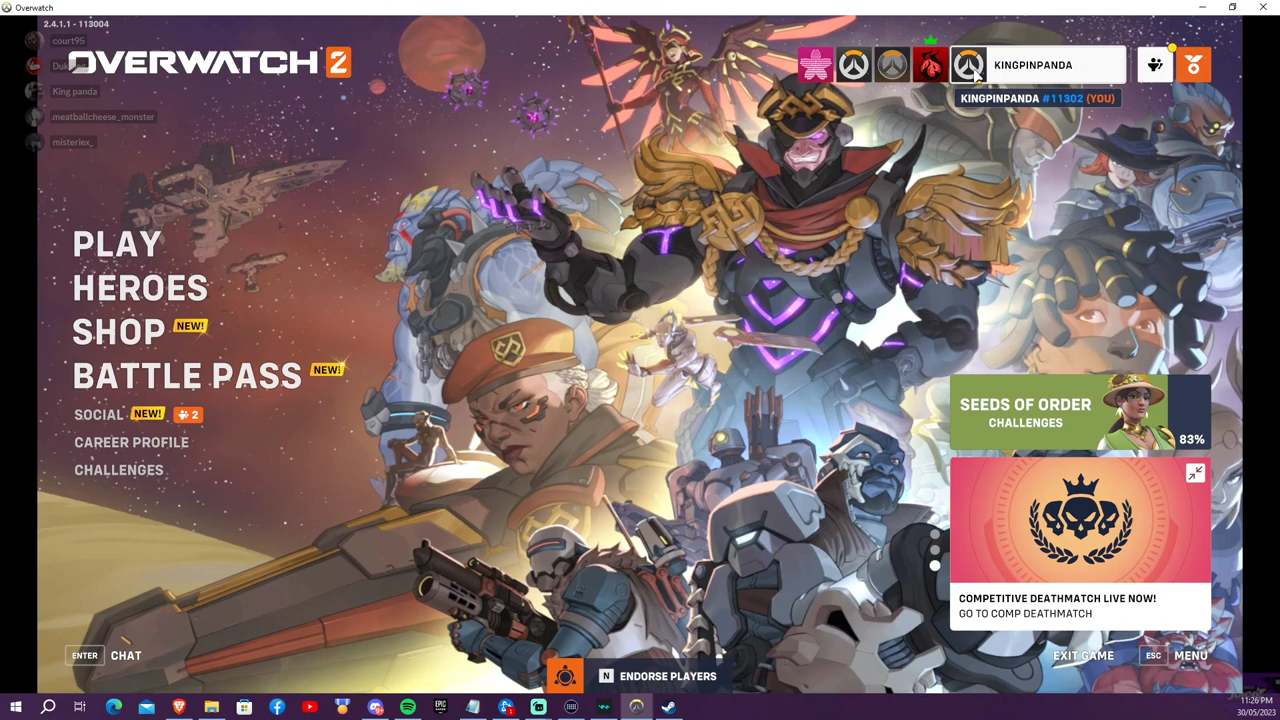 Overwatch
2.4.1.1 - 113004
court95
OVERWATCH 2
King panda
.meatballcheese_monster
misteriex_
KINGPINPANDA
KINGPINPANDA #11302 (YOU)
PLAY
HEROES
SHOP NEW!
BATTLE PASS NEW!
SOCIAL NEW! 2
CAREER PROFILE
CHALLENGES
SEEDS OF ORDER
CHALLENGES
83%
COMPETITIVE DEATHMATCH LIVE NOW!
GO TO COMP DEATHMATCH
ENTER CHAT
N ENDORSE PLAYERS
EXIT GAME
ESC MENU
EPIC
11:26 PM
30/05/2023